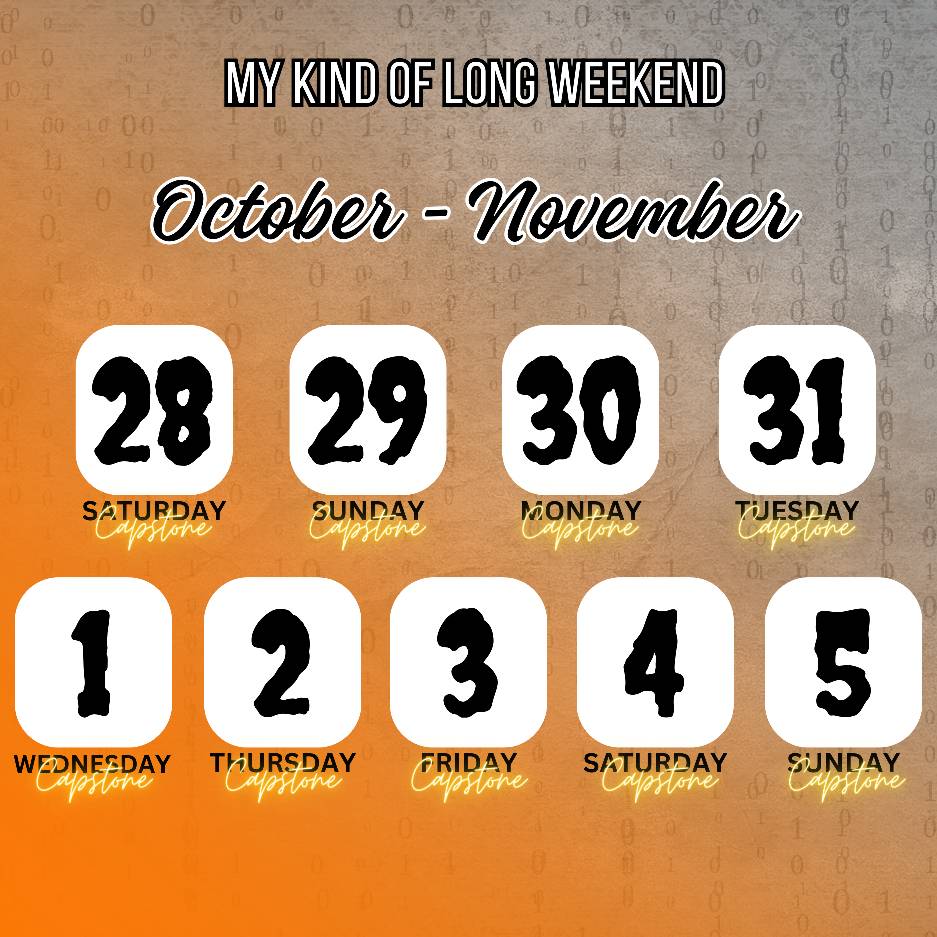 MY KIND OF LONG WEEKEND
October - November
28 29 30 31
SATURDAY SUNDAY MONDAY TUESDAY
Capstone Capstone Capstone Capstone
1 2 3 4 5
WEDNESDAY THURSDAY FRIDAY SATURDAY SUNDAY
Capstone Capstone Capstone Capstone Capstone